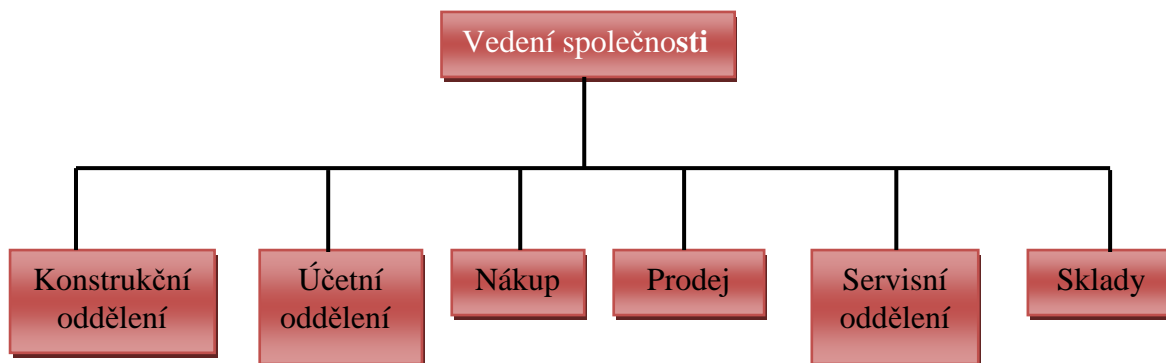 Vedení společnosti
Konstrukční
oddělení
Účetní
oddělení
Nákup
Prodej
Servisní
oddělení
Sklady